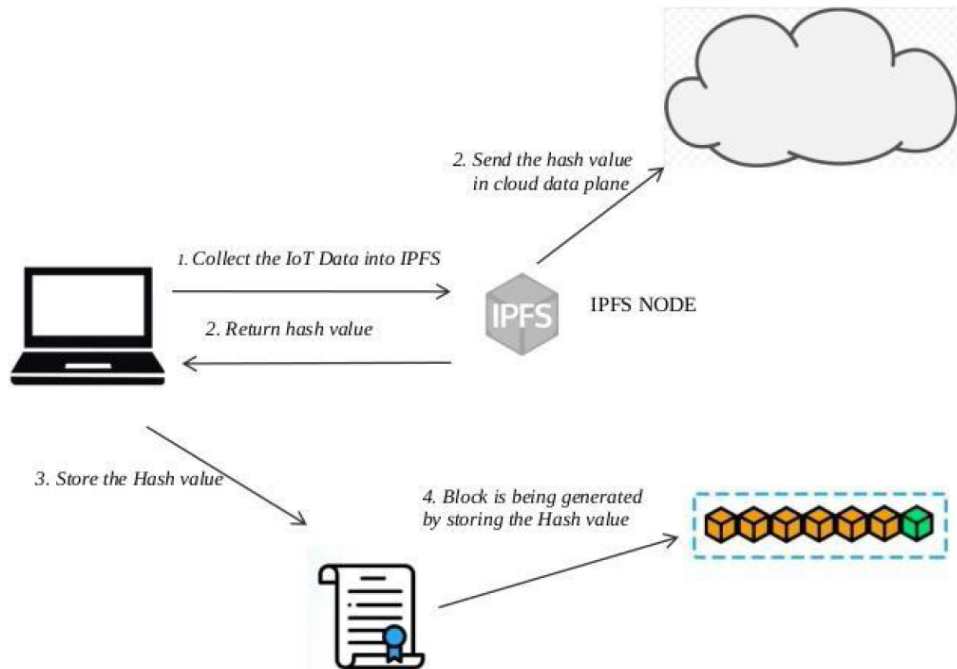 2. Send the hash value
in cloud data plane
1. Collect the IoT Data into IPFS
IPFS
IPFS NODE
2. Return hash value
3. Store the Hash value
4. Block is being generated
by storing the Hash value